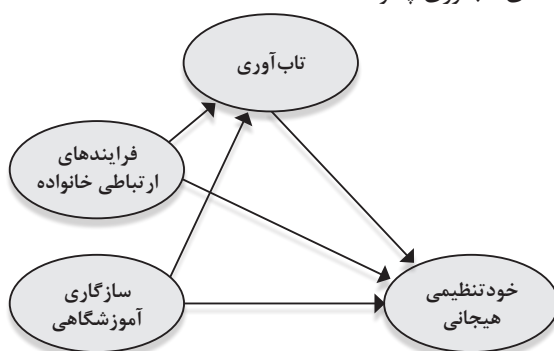 تاب‌آوری
فرایندهای
ارتباطی خانواده
سازگاری
آموزشگاهی
خودتنظیمی
هیجانی